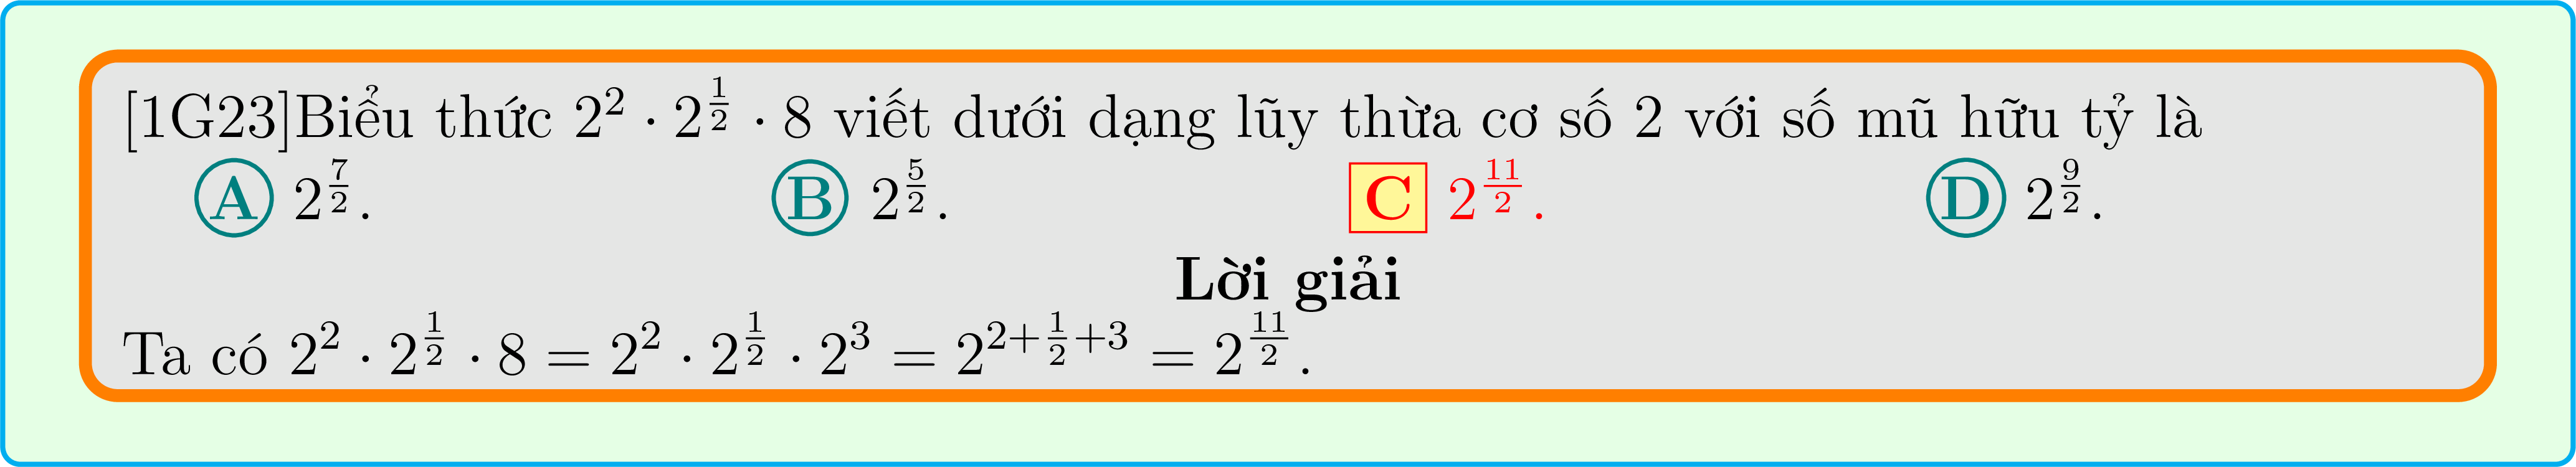 [1G23]Biểu thức $2^2 \cdot 2^{\frac{1}{2}} \cdot 8$ viết dưới dạng lũy thừa cơ số 2 với số mũ hữu tỷ là
A $2^{\frac{7}{2}}$. B $2^{\frac{5}{2}}$. C $2^{\frac{11}{2}}$. D $2^{\frac{9}{2}}$.
Lời giải
Ta có $2^2 \cdot 2^{\frac{1}{2}} \cdot 8 = 2^2 \cdot 2^{\frac{1}{2}} \cdot 2^3 = 2^{2+\frac{1}{2}+3} = 2^{\frac{11}{2}}$.